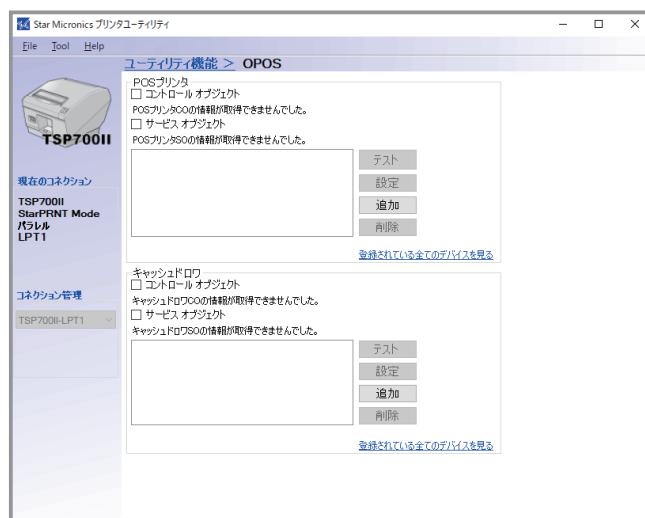 Star Micronics プリンタユーティリティ
File Tool Help
ユーティリティ機能 > OPOS
TSP700II
現在のコネクション
TSP700II
StarPRNT Mode
パラレル
LPT1
コネクション管理
TSP700II-LPT1
POSプリンタ
コントロール オブジェクト
POSプリンタCOの情報が取得できませんでした。
サービス オブジェクト
POSプリンタSOの情報が取得できませんでした。
テスト
設定
追加
削除
登録されている全てのデバイスを見る
キャッシュドロワ
コントロール オブジェクト
キャッシュドロワCOの情報が取得できませんでした。
サービス オブジェクト
キャッシュドロワSOの情報が取得できませんでした。
テスト
設定
追加
削除
登録されている全てのデバイスを見る